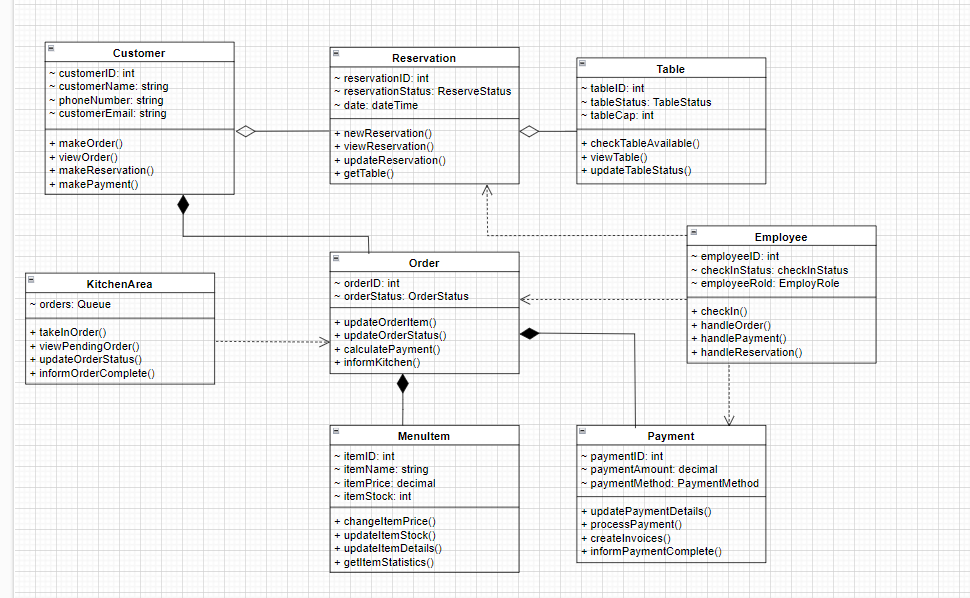 Customer
~ customerID: int
~ customerName: string
~ phoneNumber: string
~ customerEmail: string
+ makeOrder()
+ viewOrder()
+ makeReservation()
+ makePayment()
Reservation
~ reservationID: int
~ reservationStatus: ReserveStatus
~ date: dateTime
+ newReservation()
+ viewReservation()
+ updateReservation()
+ getTable()
Table
~ tableID: int
~ tableStatus: TableStatus
~ tableCap: int
+ checkTableAvailable()
+ viewTable()
+ updateTableStatus()
Employee
~ employeeID: int
~ checkInStatus: checkInStatus
~ employeeRold: EmployRole
+ checkIn()
+ handleOrder()
+ handlePayment()
+ handleReservation()
Order
~ orderID: int
~ orderStatus: OrderStatus
+ updateOrderItem()
+ updateOrderStatus()
+ calculatePayment()
+ informKitchen()
KitchenArea
~ orders: Queue
+ takeInOrder()
+ viewPendingOrder()
+ updateOrderStatus()
+ informOrderComplete()
MenuItem
~ itemID: int
~ itemName: string
~ itemPrice: decimal
~ itemStock: int
+ changeItemPrice()
+ updateItemStock()
+ updateItemDetails()
+ getItemStatistics()
Payment
~ paymentID: int
~ paymentAmount: decimal
~ paymentMethod: PaymentMethod
+ updatePaymentDetails()
+ processPayment()
+ createInvoices()
+ informPaymentComplete()